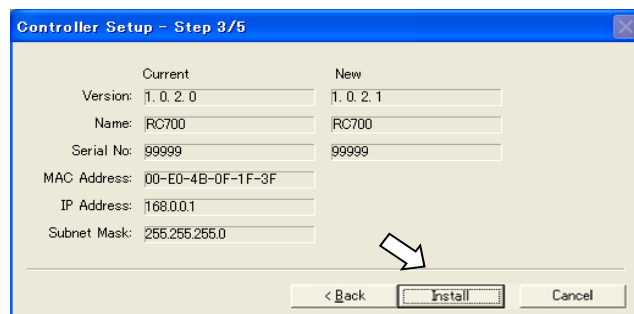 Controller Setup - Step 3/5
Current New
Version: 1. 0. 2. 0 1. 0. 2. 1
Name: RC700 RC700
Serial No: 99999 99999
MAC Address: 00-E0-4B-0F-1F-3F
IP Address: 168.0.0.1
Subnet Mask: 255.255.255.0
< Back Install Cancel